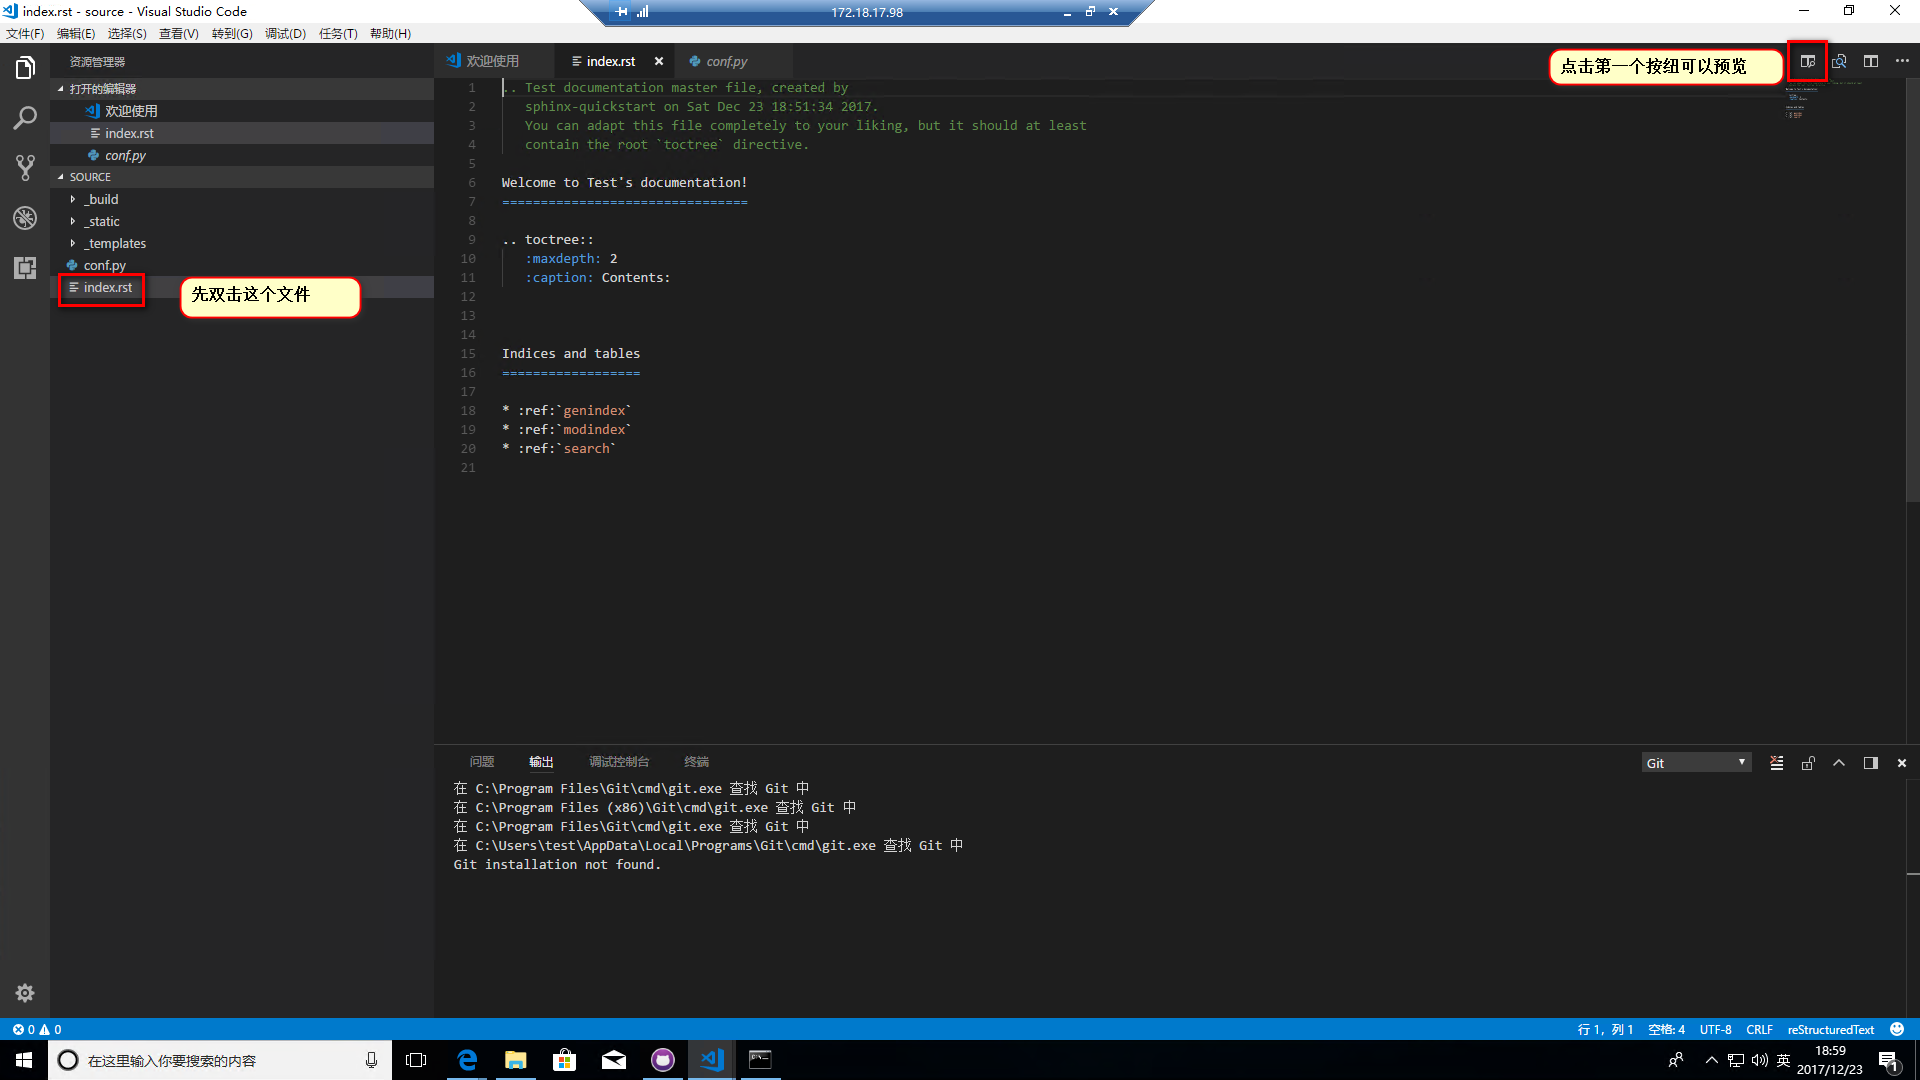 index.rst - source - Visual Studio Code
172.18.17.98
文件(F) 编辑(E) 选择(S) 查看(V) 转到(G) 调试(D) 任务(T) 帮助(H)
资源管理器
打开的编辑器
欢迎使用
index.rst
conf.py
SOURCE
_build
_static
_templates
conf.py
index.rst
先双击这个文件
欢迎使用 index.rst conf.py
点击第一个按钮可以预览
1 .. Test documentation master file, created by
2 sphinx-quickstart on Sat Dec 23 18:51:34 2017.
3 You can adapt this file completely to your liking, but it should at least
4 contain the root `toctree` directive.
5
6 Welcome to Test's documentation!
7 ================================
8
9 .. toctree::
10 :maxdepth: 2
11 :caption: Contents:
12
13
14
15 Indices and tables
16 ==================
17
18 * :ref:`genindex`
19 * :ref:`modindex`
20 * :ref:`search`
21
问题 输出 调试控制台 终端
Git
在 C:\Program Files\Git\cmd\git.exe 查找 Git 中
在 C:\Program Files (x86)\Git\cmd\git.exe 查找 Git 中
在 C:\Program Files\Git\cmd\git.exe 查找 Git 中
在 C:\Users\test\AppData\Local\Programs\Git\cmd\git.exe 查找 Git 中
Git installation not found.
0 0
行 1，列 1 空格: 4 UTF-8 CRLF reStructuredText
在这里输入你要搜索的内容
英
18:59
2017/12/23
1